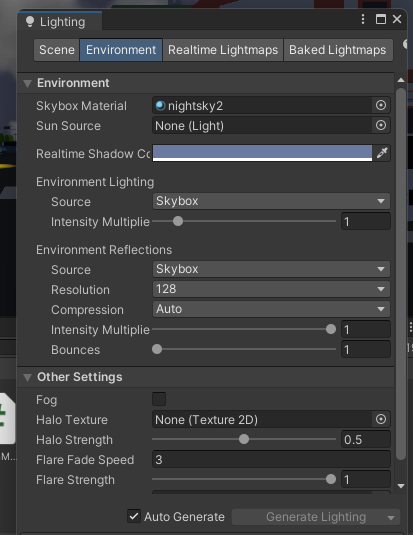 Lighting
Scene Environment Realtime Lightmaps Baked Lightmaps
Environment
Skybox Material nightsky2
Sun Source None (Light)
Realtime Shadow Co
Environment Lighting
Source Skybox
Intensity Multiplie 1
Environment Reflections
Source Skybox
Resolution 128
Compression Auto
Intensity Multiplie 1
Bounces 1
Other Settings
Fog
Halo Texture None (Texture 2D)
Halo Strength 0.5
Flare Fade Speed 3
Flare Strength 1
Auto Generate Generate Lighting